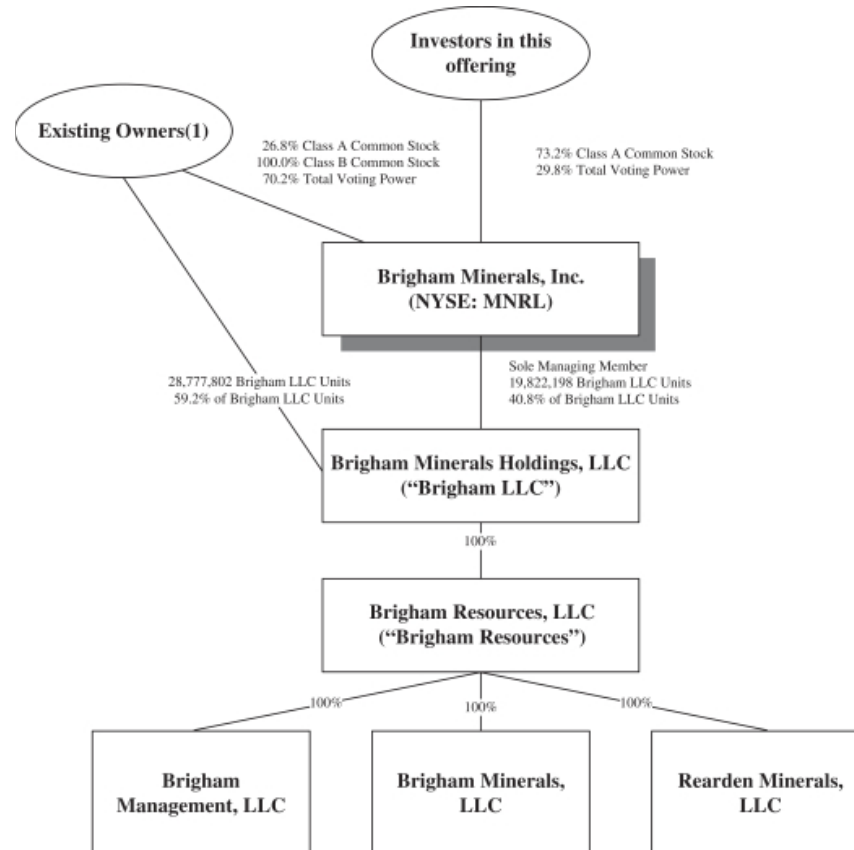 Investors in this
offering
Existing Owners(1)
26.8% Class A Common Stock
100.0% Class B Common Stock
70.2% Total Voting Power
73.2% Class A Common Stock
29.8% Total Voting Power
Brigham Minerals, Inc.
(NYSE: MNRL)
28,777,802 Brigham LLC Units
59.2% of Brigham LLC Units
Sole Managing Member
19,822,198 Brigham LLC Units
40.8% of Brigham LLC Units
Brigham Minerals Holdings, LLC
(“Brigham LLC”)
100%
Brigham Resources, LLC
(“Brigham Resources”)
100%
100%
100%
Brigham
Management, LLC
Brigham Minerals,
LLC
Rearden Minerals,
LLC